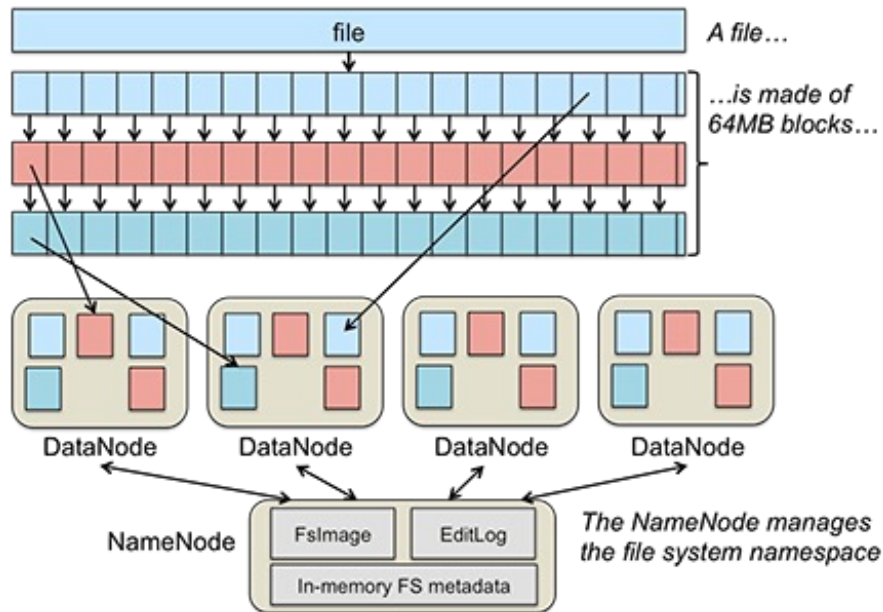 file
A file…
…is made of
64MB blocks…
DataNode
DataNode
DataNode
DataNode
NameNode
FsImage
EditLog
In-memory FS metadata
The NameNode manages
the file system namespace